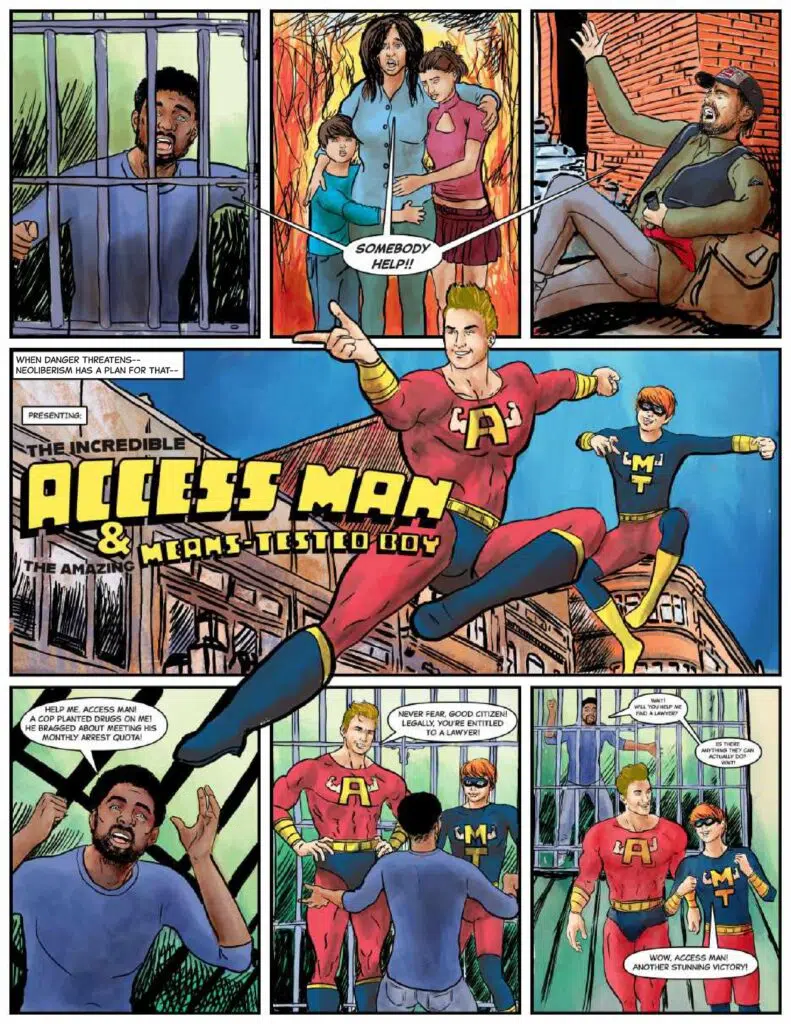 SOMEBODY
HELP!!
WHEN DANGER THREATENS--
NEOLIBERISM HAS A PLAN FOR THAT--
PRESENTING:
THE INCREDIBLE
ACCESS MAN
& MEANS-TESTED BOY
THE AMAZING
A
M
T
HELP ME, ACCESS MAN!
A COP PLANTED DRUGS ON ME!
HE BRAGGED ABOUT MEETING HIS
MONTHLY ARREST QUOTA!
NEVER FEAR, GOOD CITIZEN!
LEGALLY, YOU'RE ENTITLED
TO A LAWYER!
A
M
T
WAIT!
WILL YOU HELP ME
FIND A LAWYER?
IS THERE
ANYTHING THEY CAN
ACTUALLY DO?
WAIT!
A
M
T
WOW, ACCESS MAN!
ANOTHER STUNNING VICTORY!